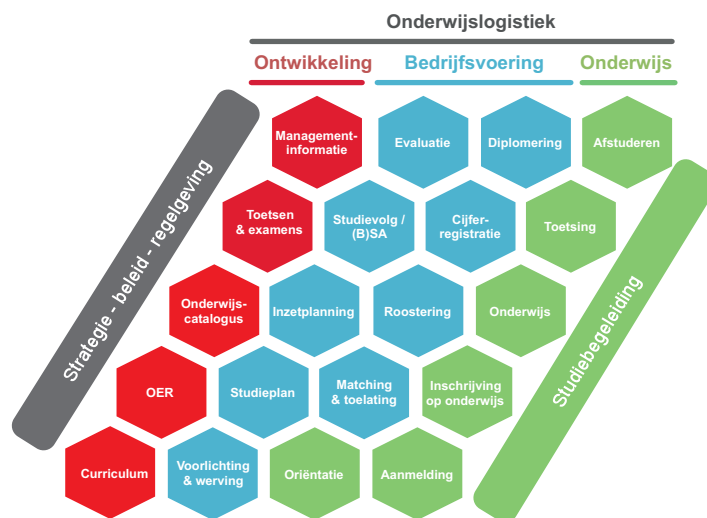 Onderwijslogistiek
Ontwikkeling
Bedrijfsvoering
Onderwijs
Strategie - beleid - regelgeving
Management-
informatie
Evaluatie
Diplomering
Afstuderen
Toetsen
& examens
Studievolg /
(B)SA
Cijfer-
registratie
Toetsing
Onderwijs-
catalogus
Inzetplanning
Roostering
Onderwijs
OER
Studieplan
Matching
& toelating
Inschrijving
op onderwijs
Curriculum
Voorlichting
& werving
Oriëntatie
Aanmelding
Studiebegeleiding